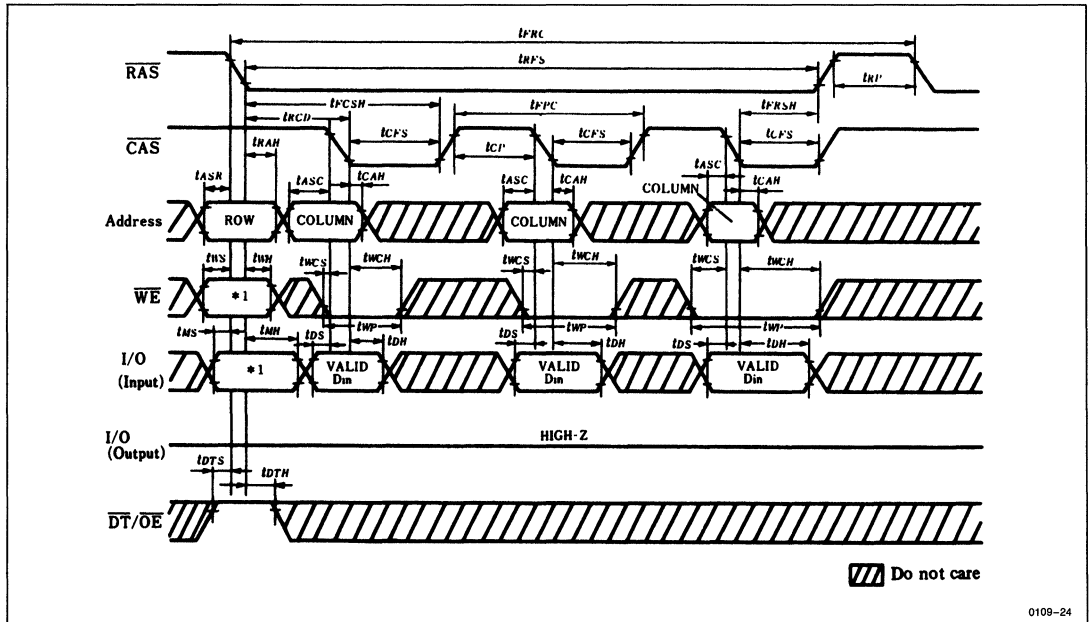 tFRC
tRFS
RAS
tRP
tFCSH
tFPC
tFRSH
tRCD
tCFS
tCFS
tCFS
CAS
tCP
tRAH
tASR
tASC
tCAH
tASC
tCAH
tASC
tCAH
COLUMN
Address
ROW
COLUMN
COLUMN
tWS
tWH
tWCS
tWCH
tWCS
tWCH
tWCS
tWCH
WE
*1
tMS
tMH
tDS
tWP
tDH
tDS
tWP
tDH
tDS
tWP
tDH
I/O
(Input)
*1
VALID
Din
VALID
Din
VALID
Din
I/O
(Output)
HIGH-Z
tDTS
tDTH
DT/OE
Do not care
0109-24